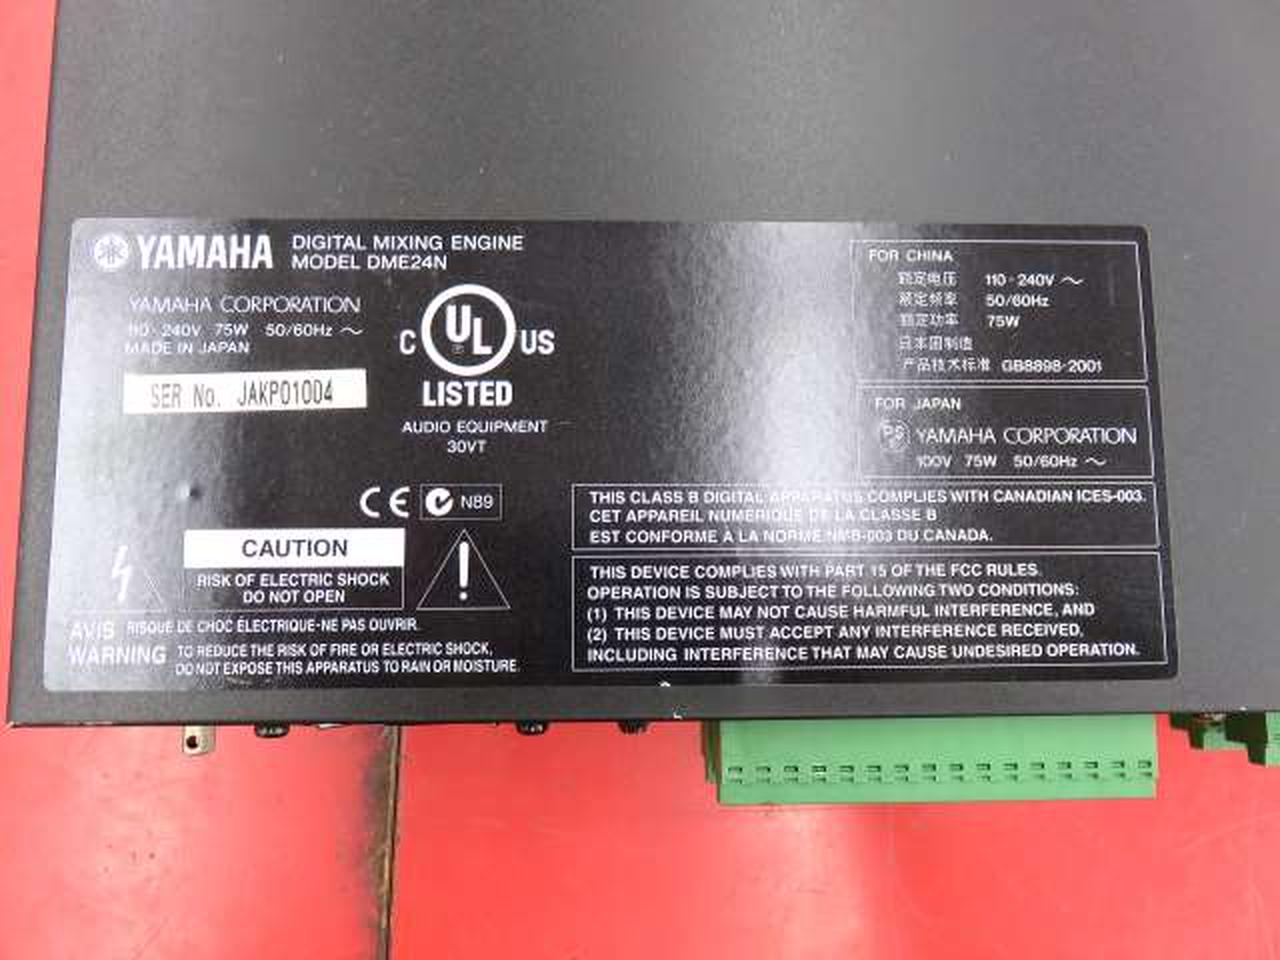 YAMAHA DIGITAL MIXING ENGINE
MODEL DME24N
YAMAHA CORPORATION
110-240V 75W 50/60Hz ~
MADE IN JAPAN
SER No. JAKP01004
C UL US
LISTED
AUDIO EQUIPMENT
30VT
CE N89
CAUTION
RISK OF ELECTRIC SHOCK
DO NOT OPEN
AVIS RISQUE DE CHOC ÉLECTRIQUE-NE PAS OUVRIR.
WARNING TO REDUCE THE RISK OF FIRE OR ELECTRIC SHOCK,
DO NOT EXPOSE THIS APPARATUS TO RAIN OR MOISTURE.
FOR CHINA
额定电压 110-240V ~
额定频率 50/60Hz
额定功率 75W
日本国制造
产品技术标准 GB8898-2001
FOR JAPAN
PS YAMAHA CORPORATION
100V 75W 50/60Hz ~
THIS CLASS B DIGITAL APPARATUS COMPLIES WITH CANADIAN ICES-003.
CET APPAREIL NUMERIQUE DE LA CLASSE B
EST CONFORME A LA NORME NMB-003 DU CANADA.
THIS DEVICE COMPLIES WITH PART 15 OF THE FCC RULES.
OPERATION IS SUBJECT TO THE FOLLOWING TWO CONDITIONS:
(1) THIS DEVICE MAY NOT CAUSE HARMFUL INTERFERENCE, AND
(2) THIS DEVICE MUST ACCEPT ANY INTERFERENCE RECEIVED,
INCLUDING INTERFERENCE THAT MAY CAUSE UNDESIRED OPERATION.